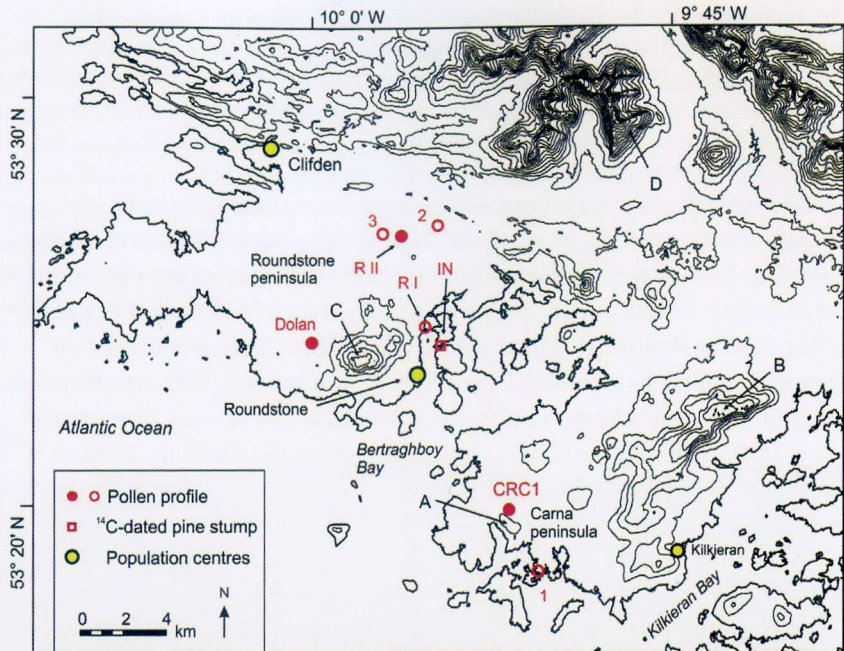 10° 0' W
9° 45' W
53° 30' N
Clifden
D
3
2
Roundstone
peninsula
R II
R I
IN
Dolan
C
B
Roundstone
Atlantic Ocean
Bertraghboy
Bay
CRC1
A
Carna
peninsula
Kilkjeran
53° 20' N
1
Kilkieran Bay
Pollen profile
¹⁴C-dated pine stump
Population centres
N
0 2 4
km